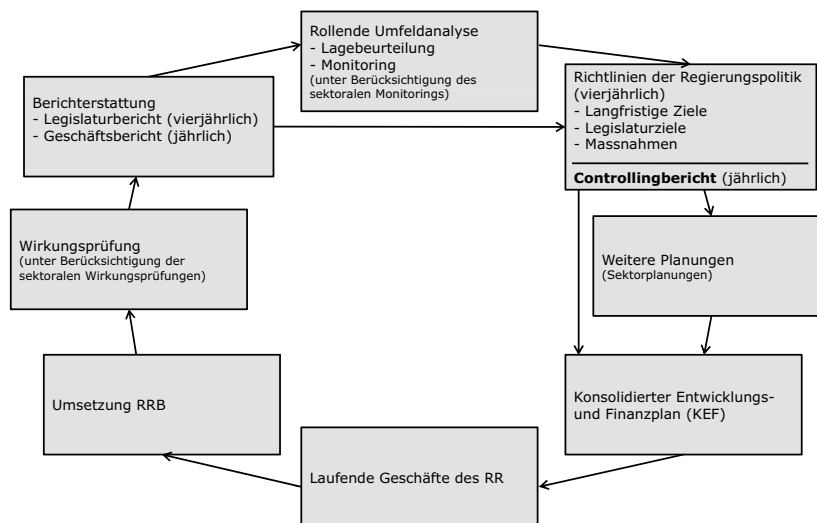 Rollende Umfeldanalyse
- Lagebeurteilung
- Monitoring
(unter Berücksichtigung des
sektoralen Monitorings)
Richtlinien der Regierungspolitik
(vierjährlich)
- Langfristige Ziele
- Legislaturziele
- Massnahmen
Controllingbericht (jährlich)
Berichterstattung
- Legislaturbericht (vierjährlich)
- Geschäftsbericht (jährlich)
Wirkungsprüfung
(unter Berücksichtigung der
sektoralen Wirkungsprüfungen)
Weitere Planungen
(Sektorplanungen)
Umsetzung RRB
Konsolidierter Entwicklungs-
und Finanzplan (KEF)
Laufende Geschäfte des RR